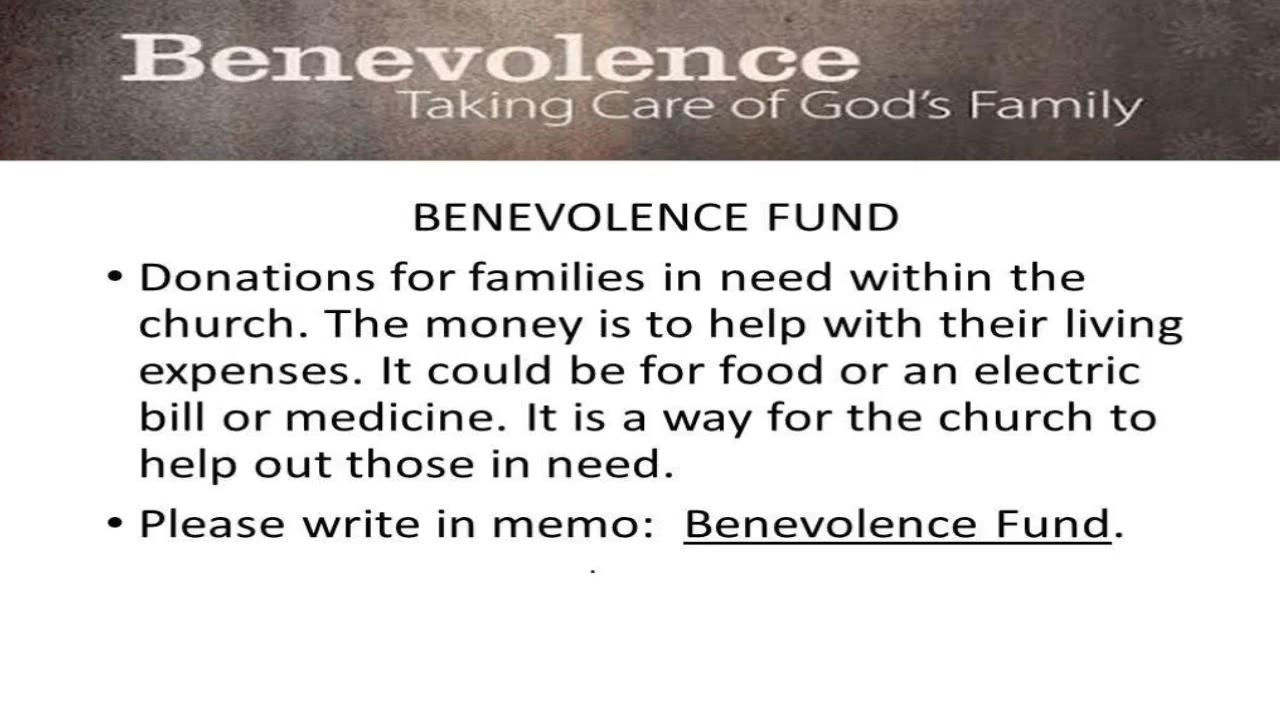 Benevolence
Taking Care of God's Family
BENEVOLENCE FUND
• Donations for families in need within the
church. The money is to help with their living
expenses. It could be for food or an electric
bill or medicine. It is a way for the church to
help out those in need.
• Please write in memo:  Benevolence Fund.
.